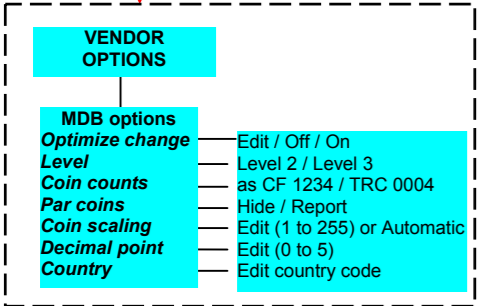 VENDOR
OPTIONS
MDB options
Optimize change Edit / Off / On
Level Level 2 / Level 3
Coin counts as CF 1234 / TRC 0004
Par coins Hide / Report
Coin scaling Edit (1 to 255) or Automatic
Decimal point Edit (0 to 5)
Country Edit country code